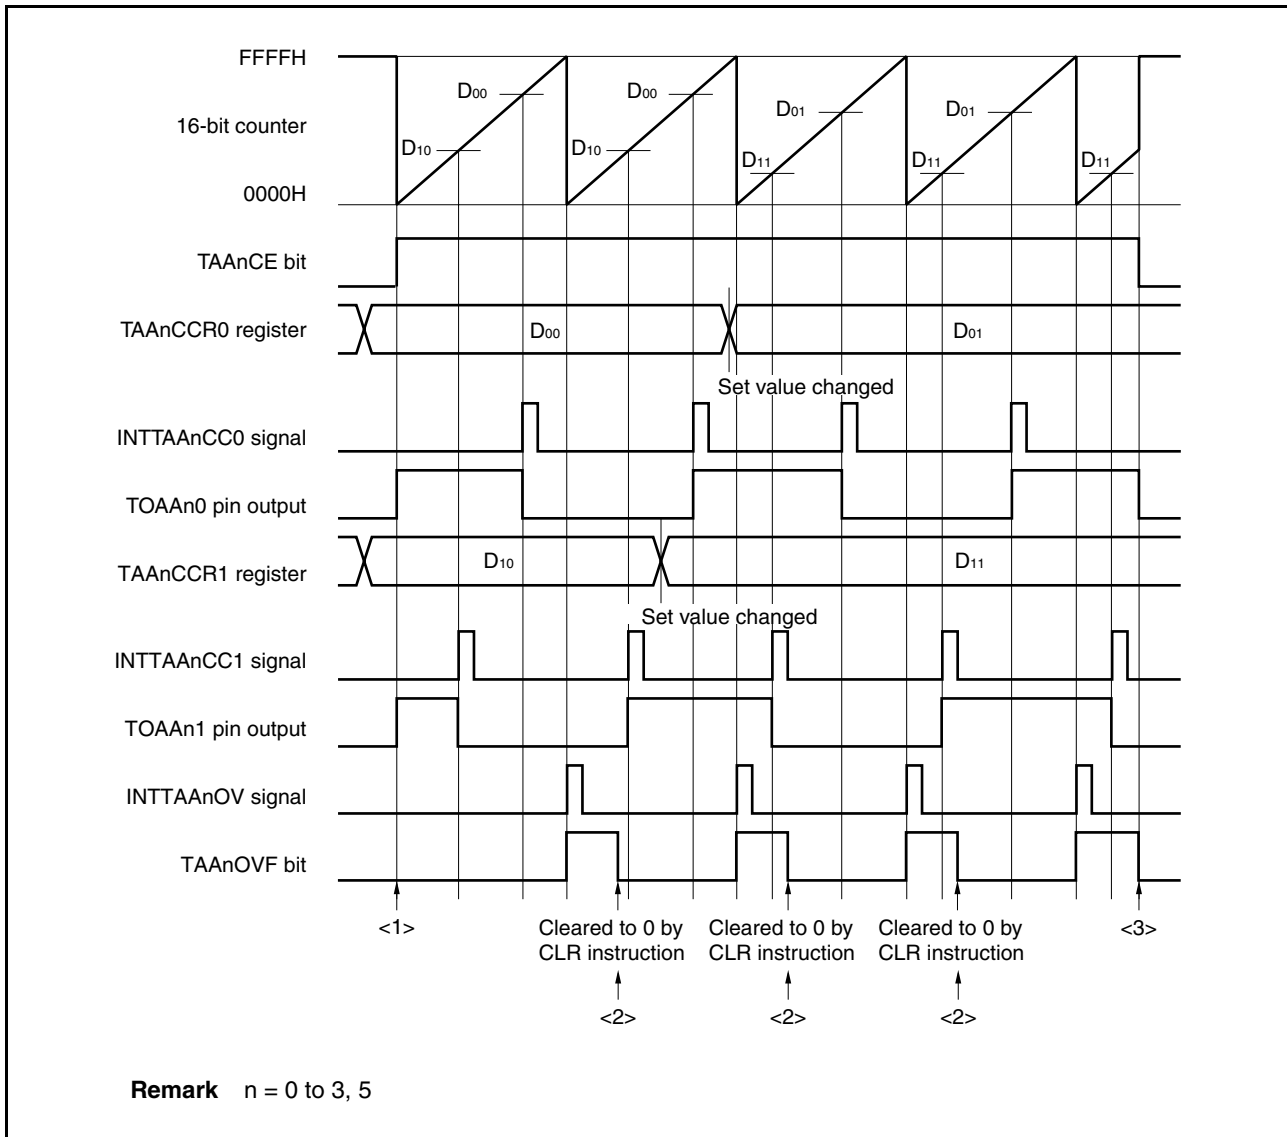 FFFFH
D00 D00
D01 D01
16-bit counter
D10 D10
D11 D11 D11
0000H
TAAnCE bit
TAAnCCR0 register
D00 D01
Set value changed
INTTAAnCC0 signal
TOAAn0 pin output
TAAnCCR1 register
D10 D11
Set value changed
INTTAAnCC1 signal
TOAAn1 pin output
INTTAAnOV signal
TAAnOVF bit
<1> Cleared to 0 by Cleared to 0 by Cleared to 0 by <3>
CLR instruction CLR instruction CLR instruction
<2> <2> <2>
Remark n = 0 to 3, 5